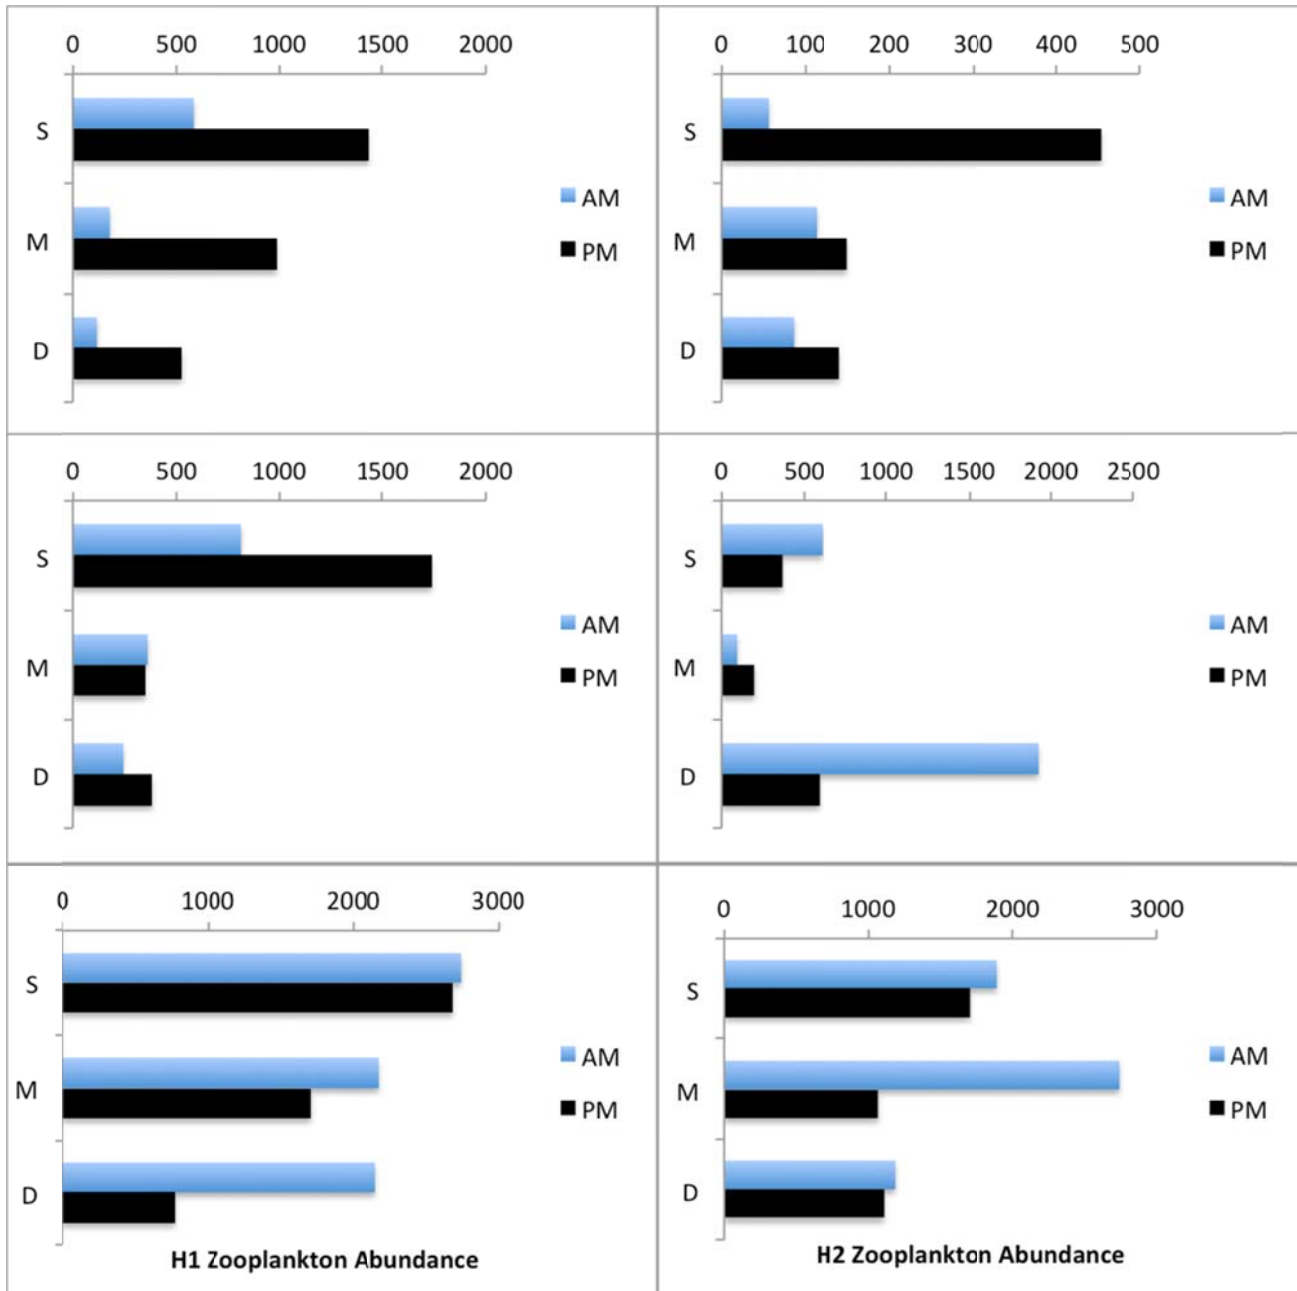 0 500 1000 1500 2000
S
M
D
AM
PM
0 100 200 300 400 500
S
M
D
AM
PM
0 500 1000 1500 2000
S
M
D
AM
PM
0 500 1000 1500 2000 2500
S
M
D
AM
PM
0 1000 2000 3000
S
M
D
AM
PM
H1 Zooplankton Abundance
0 1000 2000 3000
S
M
D
AM
PM
H2 Zooplankton Abundance